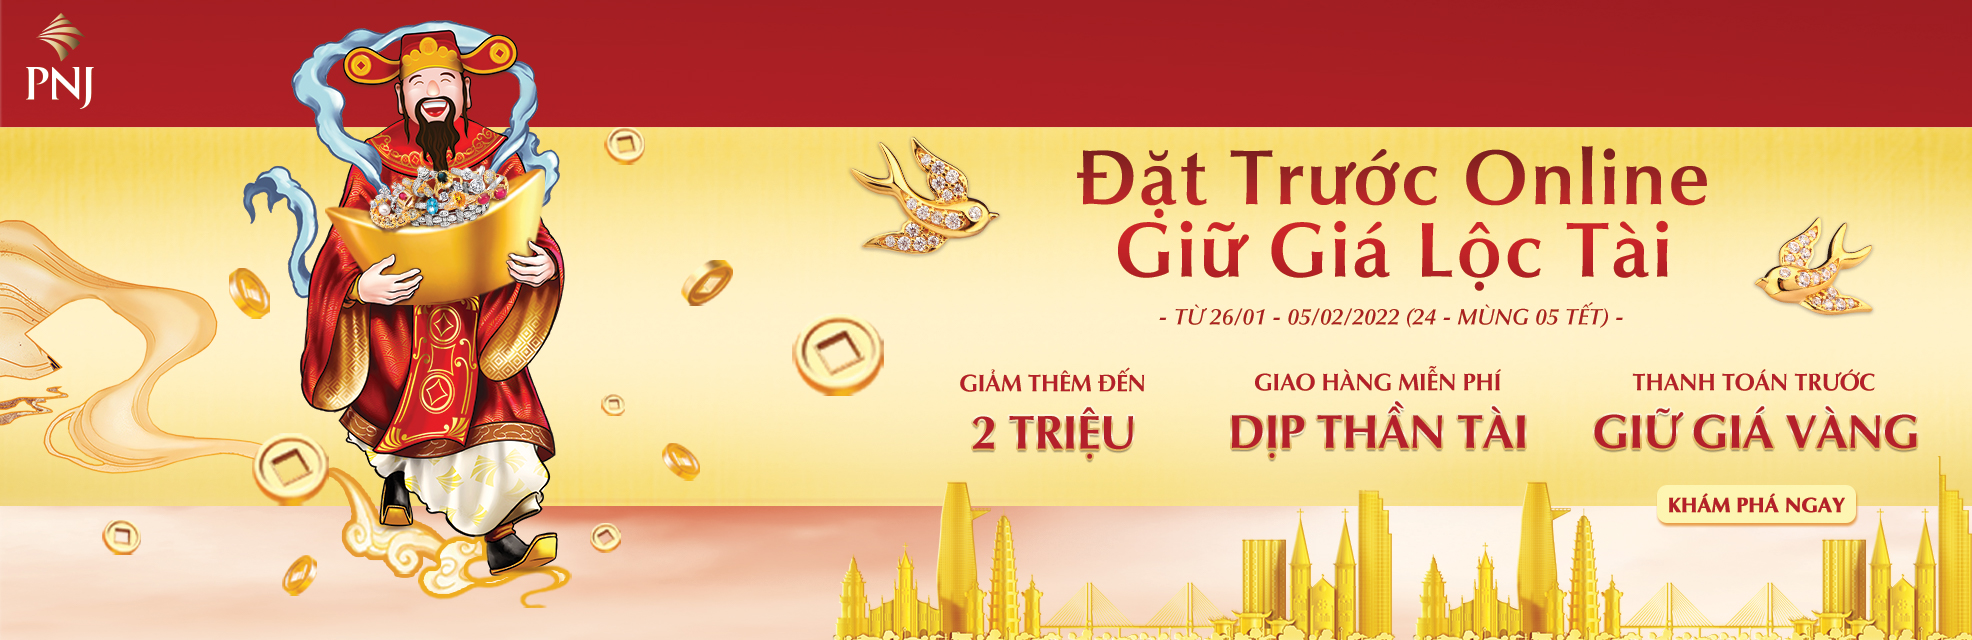 PNJ
Đặt Trước Online
Giữ Giá Lộc Tài
- TỪ 26/01 - 05/02/2022 (24 - MÙNG 05 TẾT) -
GIẢM THÊM ĐẾN
2 TRIỆU
GIAO HÀNG MIỄN PHÍ
DỊP THẦN TÀI
THANH TOÁN TRƯỚC
GIỮ GIÁ VÀNG
KHÁM PHÁ NGAY